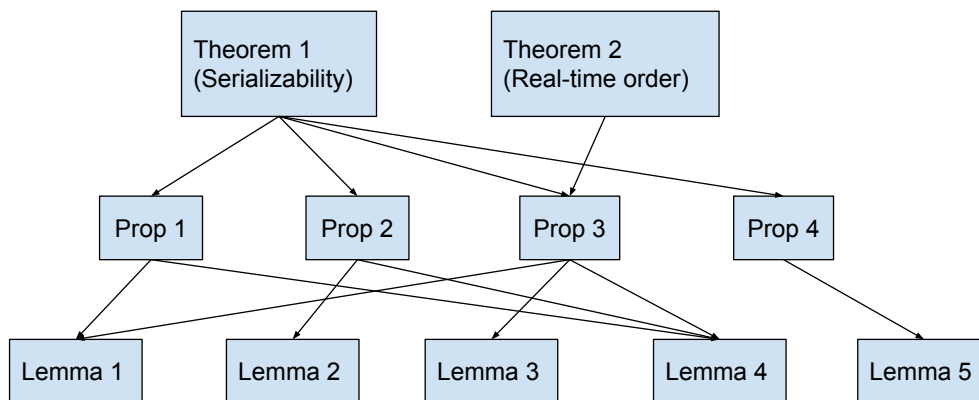 Theorem 1
(Serializability)
Theorem 2
(Real-time order)
Prop 1
Prop 2
Prop 3
Prop 4
Lemma 1
Lemma 2
Lemma 3
Lemma 4
Lemma 5